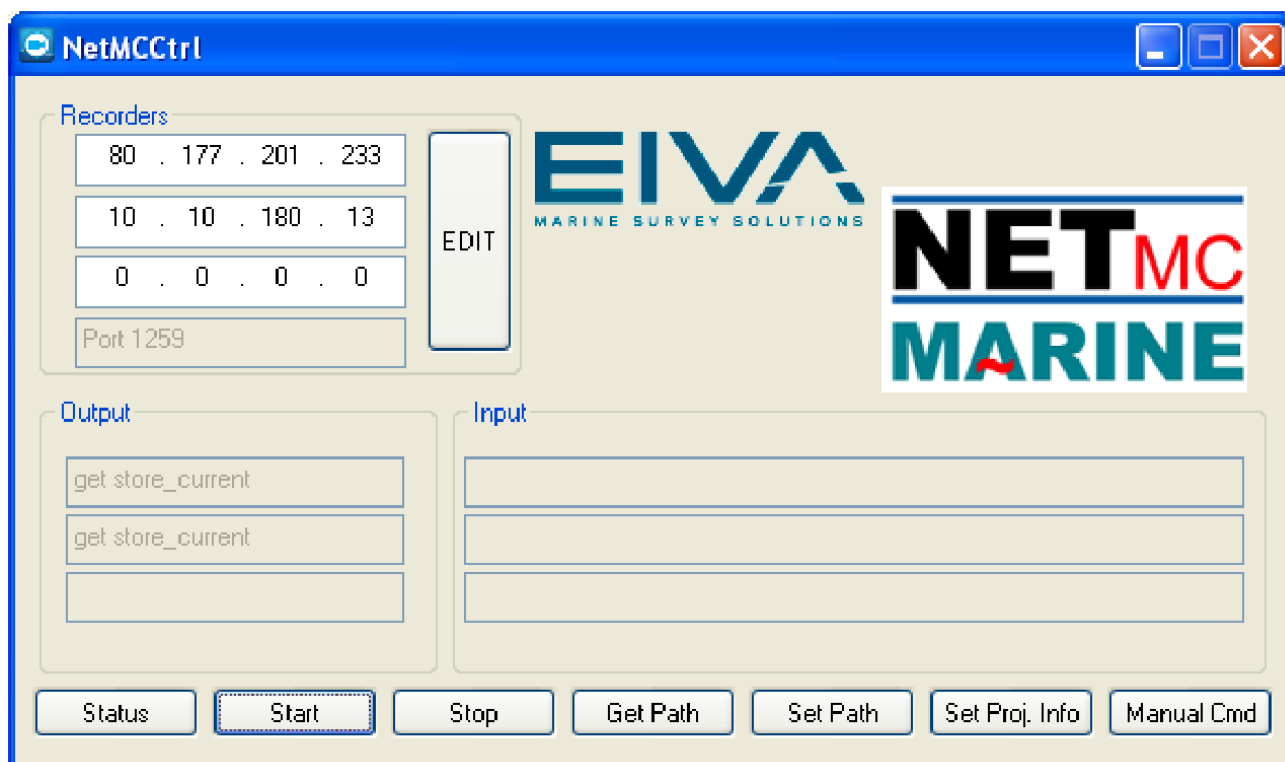 NetMCCtrl
Recorders
80 . 177 . 201 . 233
10 . 10 . 180 . 13
0 . 0 . 0 . 0
Port 1259
EDIT
EIVA
MARINE SURVEY SOLUTIONS
NETMC
MARINE
Output
get store_current
get store_current
Input
Status
Start
Stop
Get Path
Set Path
Set Proj. Info
Manual Cmd